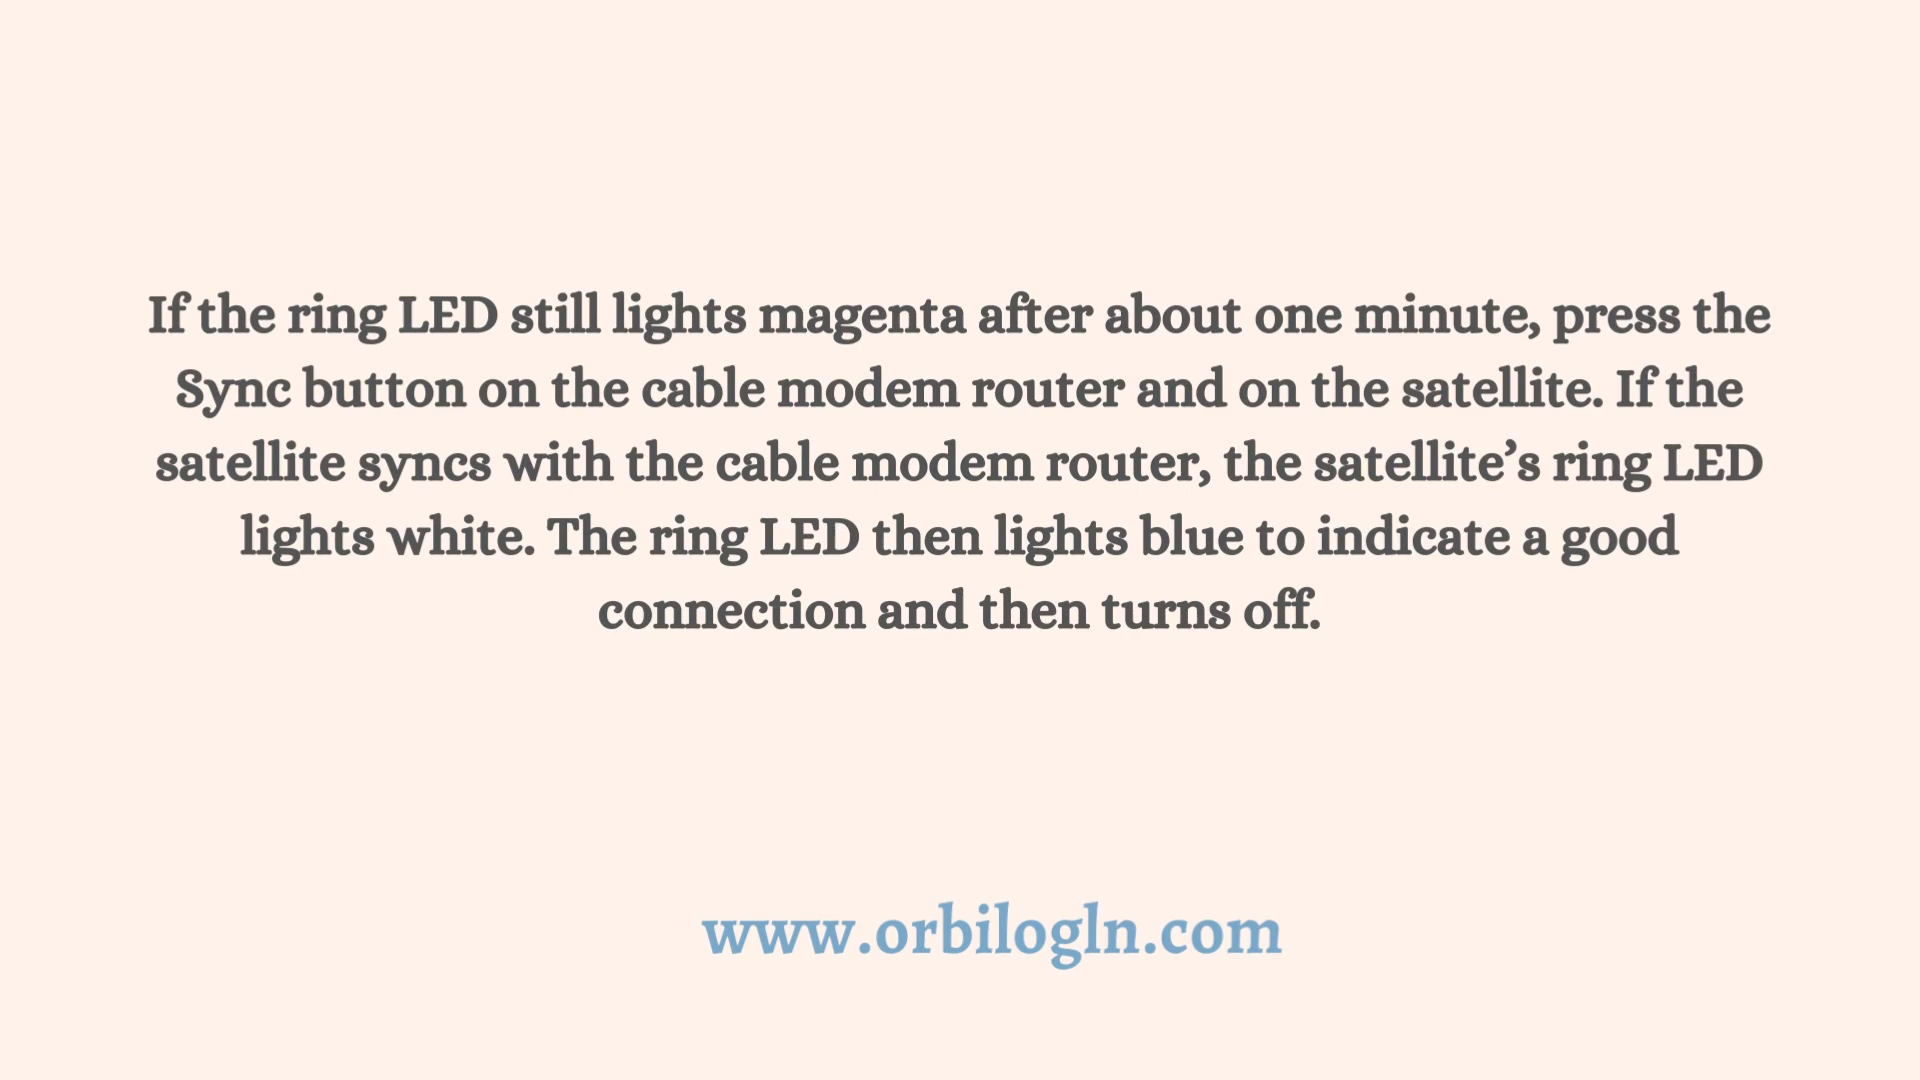 If the ring LED still lights magenta after about one minute, press the
Sync button on the cable modem router and on the satellite. If the
satellite syncs with the cable modem router, the satellite’s ring LED
lights white. The ring LED then lights blue to indicate a good
connection and then turns off.
www.orbilogln.com